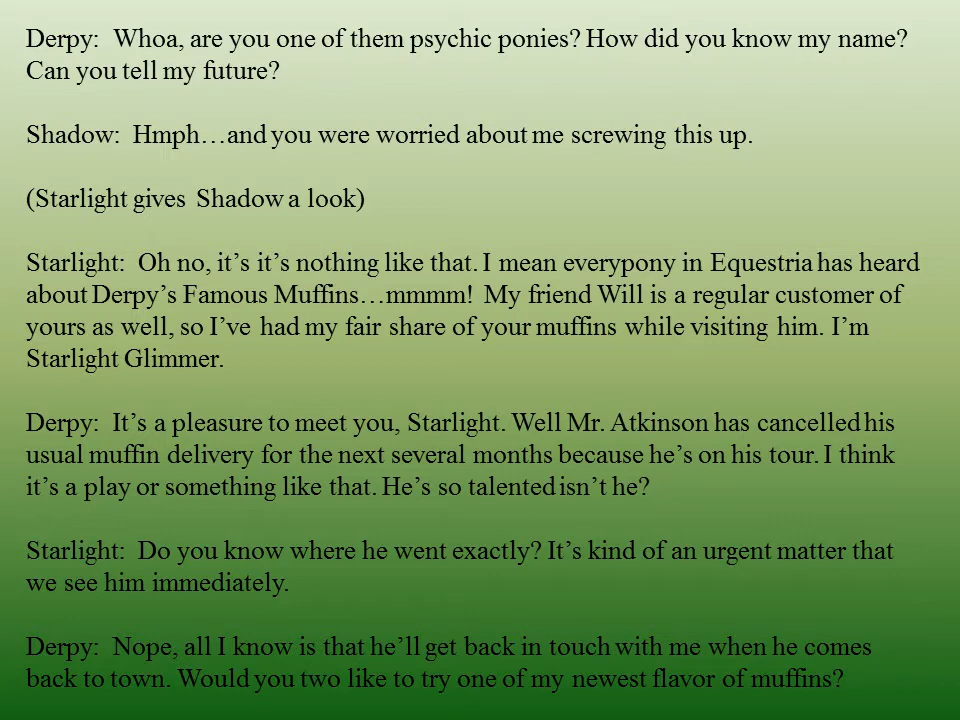 Derpy:  Whoa, are you one of them psychic ponies? How did you know my name?
Can you tell my future?
Shadow:  Hmph…and you were worried about me screwing this up.
(Starlight gives Shadow a look)
Starlight:  Oh no, it’s it’s nothing like that. I mean everypony in Equestria has heard
about Derpy’s Famous Muffins…mmmm!  My friend Will is a regular customer of
yours as well, so I’ve had my fair share of your muffins while visiting him. I’m
Starlight Glimmer.
Derpy:  It’s a pleasure to meet you, Starlight. Well Mr. Atkinson has cancelled his
usual muffin delivery for the next several months because he’s on his tour. I think
it’s a play or something like that. He’s so talented isn’t he?
Starlight:  Do you know where he went exactly? It’s kind of an urgent matter that
we see him immediately.
Derpy:  Nope, all I know is that he’ll get back in touch with me when he comes
back to town. Would you two like to try one of my newest flavor of muffins?